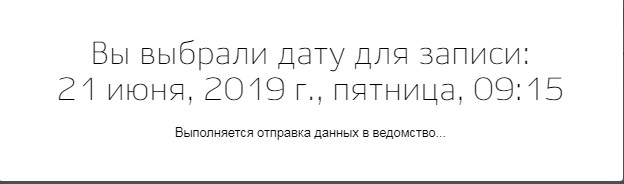 Вы выбрали дату для записи:
21 июня, 2019 г., пятница, 09:15
Выполняется отправка данных в ведомство...